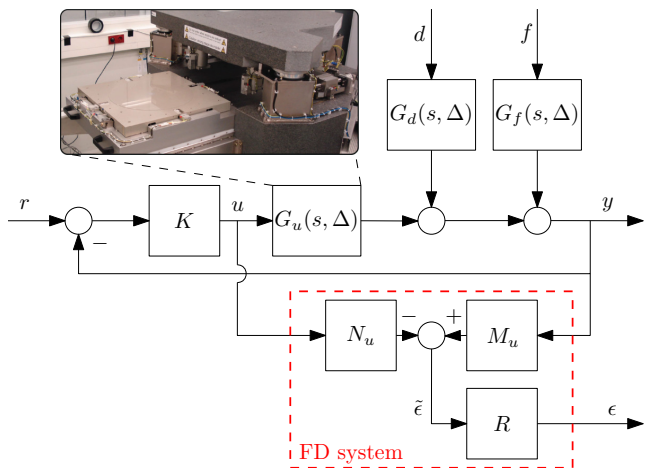 d
f
G_d(s, Δ)
G_f(s, Δ)
r
−
K
u
G_u(s, Δ)
y
N_u
−
+
M_u
ε̃
R
ϵ
FD system